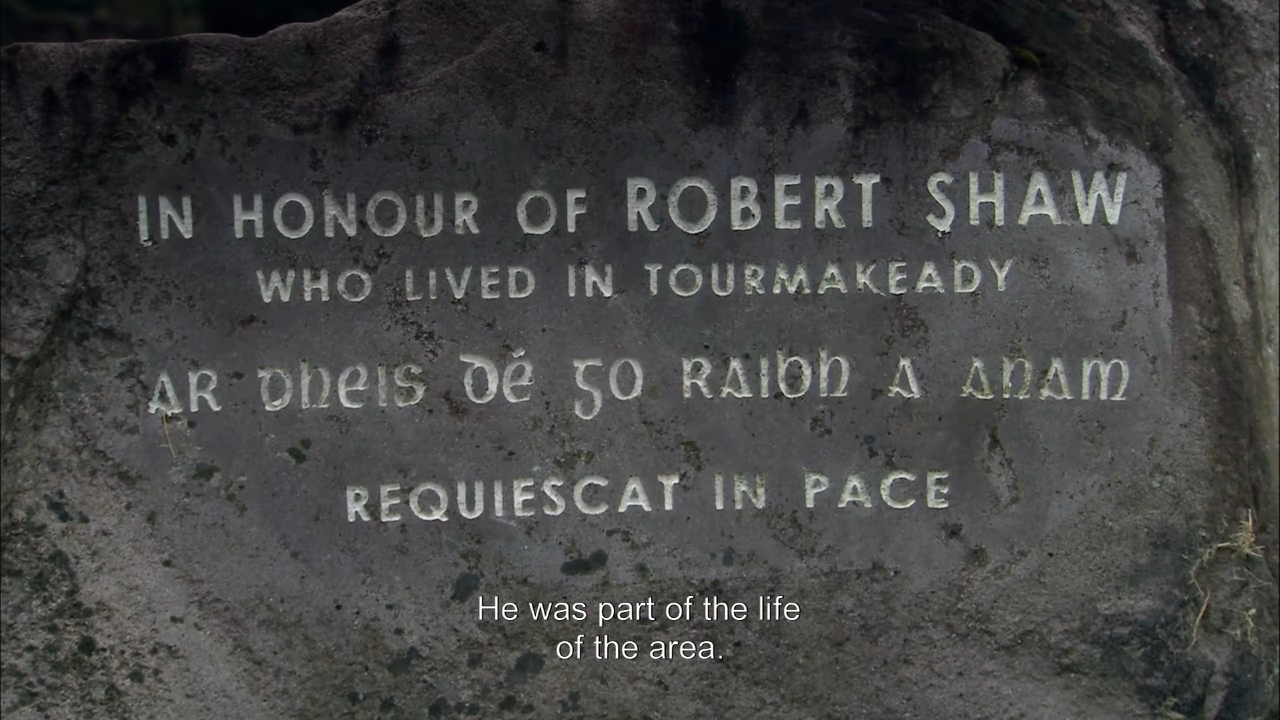 IN HONOUR OF ROBERT SHAW
WHO LIVED IN TOURMAKEADY
AR DHEIS DÉ GO RAIBH A ANAM
REQUIESCAT IN PACE
He was part of the life
of the area.